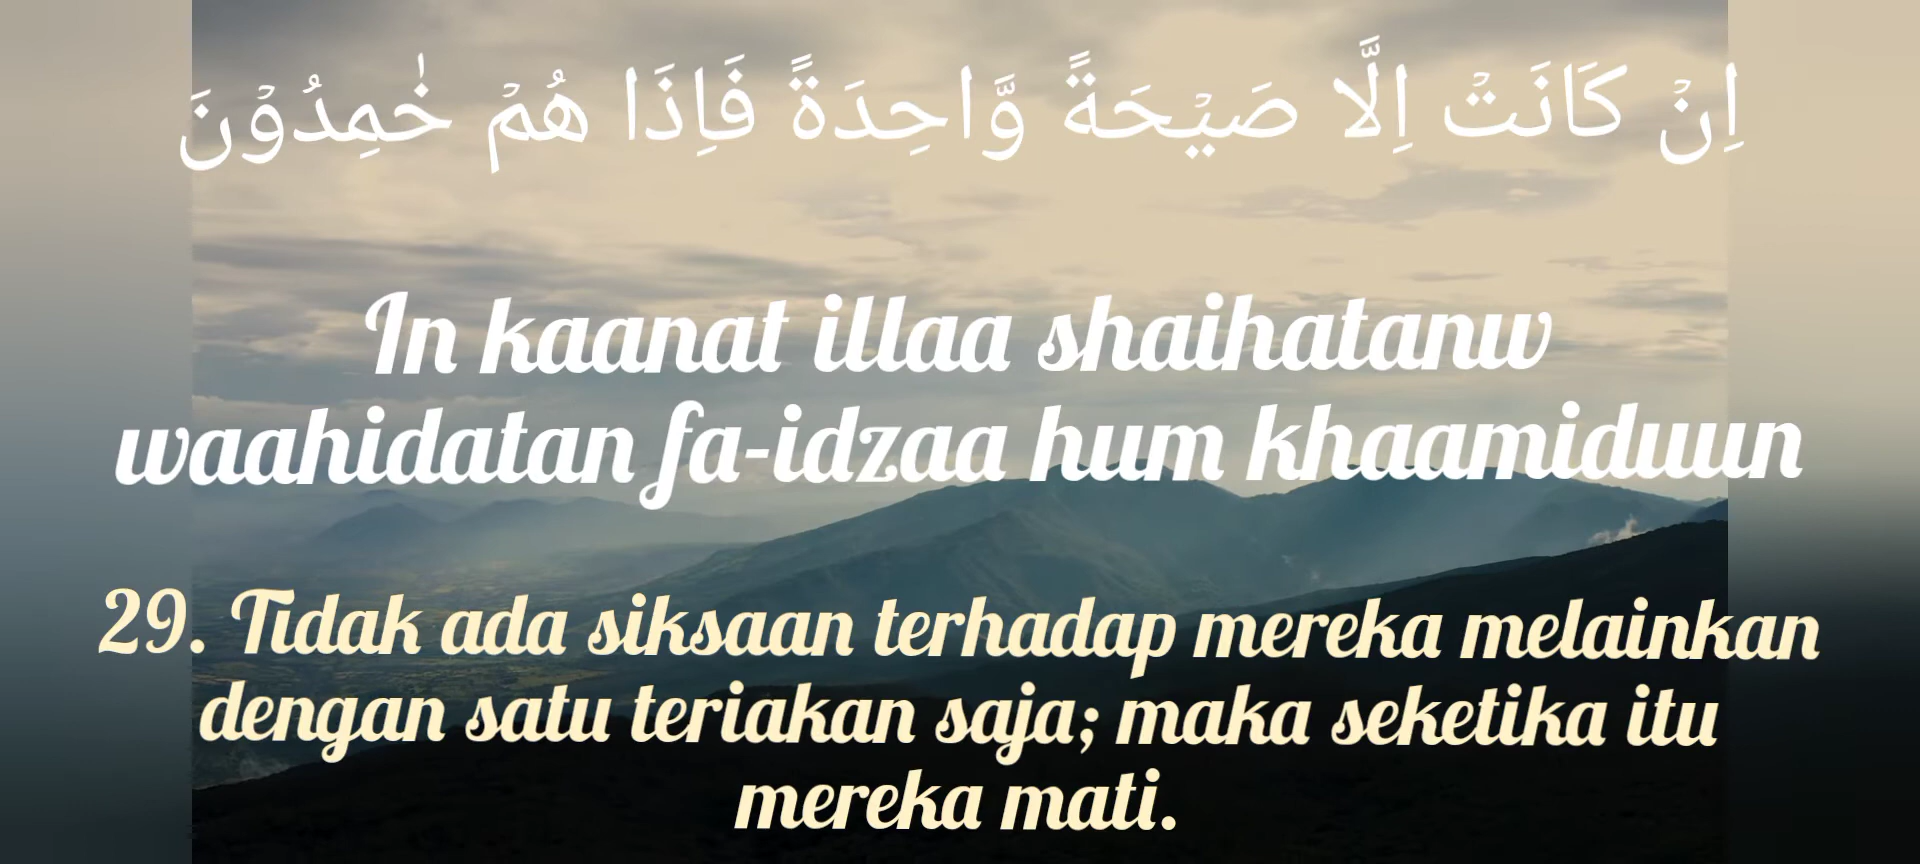 اِنْ كَانَتْ اِلَّا صَيْحَةً وَّاحِدَةً فَاِذَا هُمْ خٰمِدُوْنَ
In kaanat illaa shaihatanw
waahidatan fa-idzaa hum khaamiduun
29. Tidak ada siksaan terhadap mereka melainkan
dengan satu teriakan saja; maka seketika itu
mereka mati.